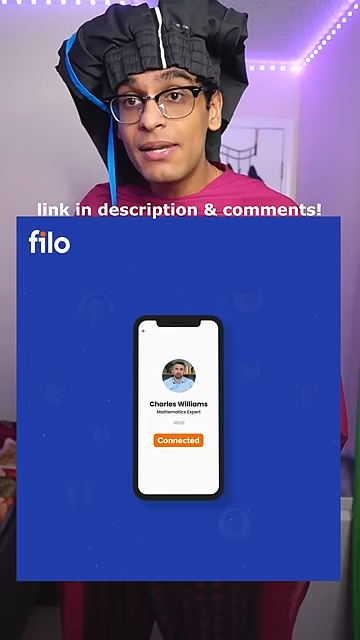 link in description & comments!
filo
Charles Williams
Mathematics Expert
00:02
Connected